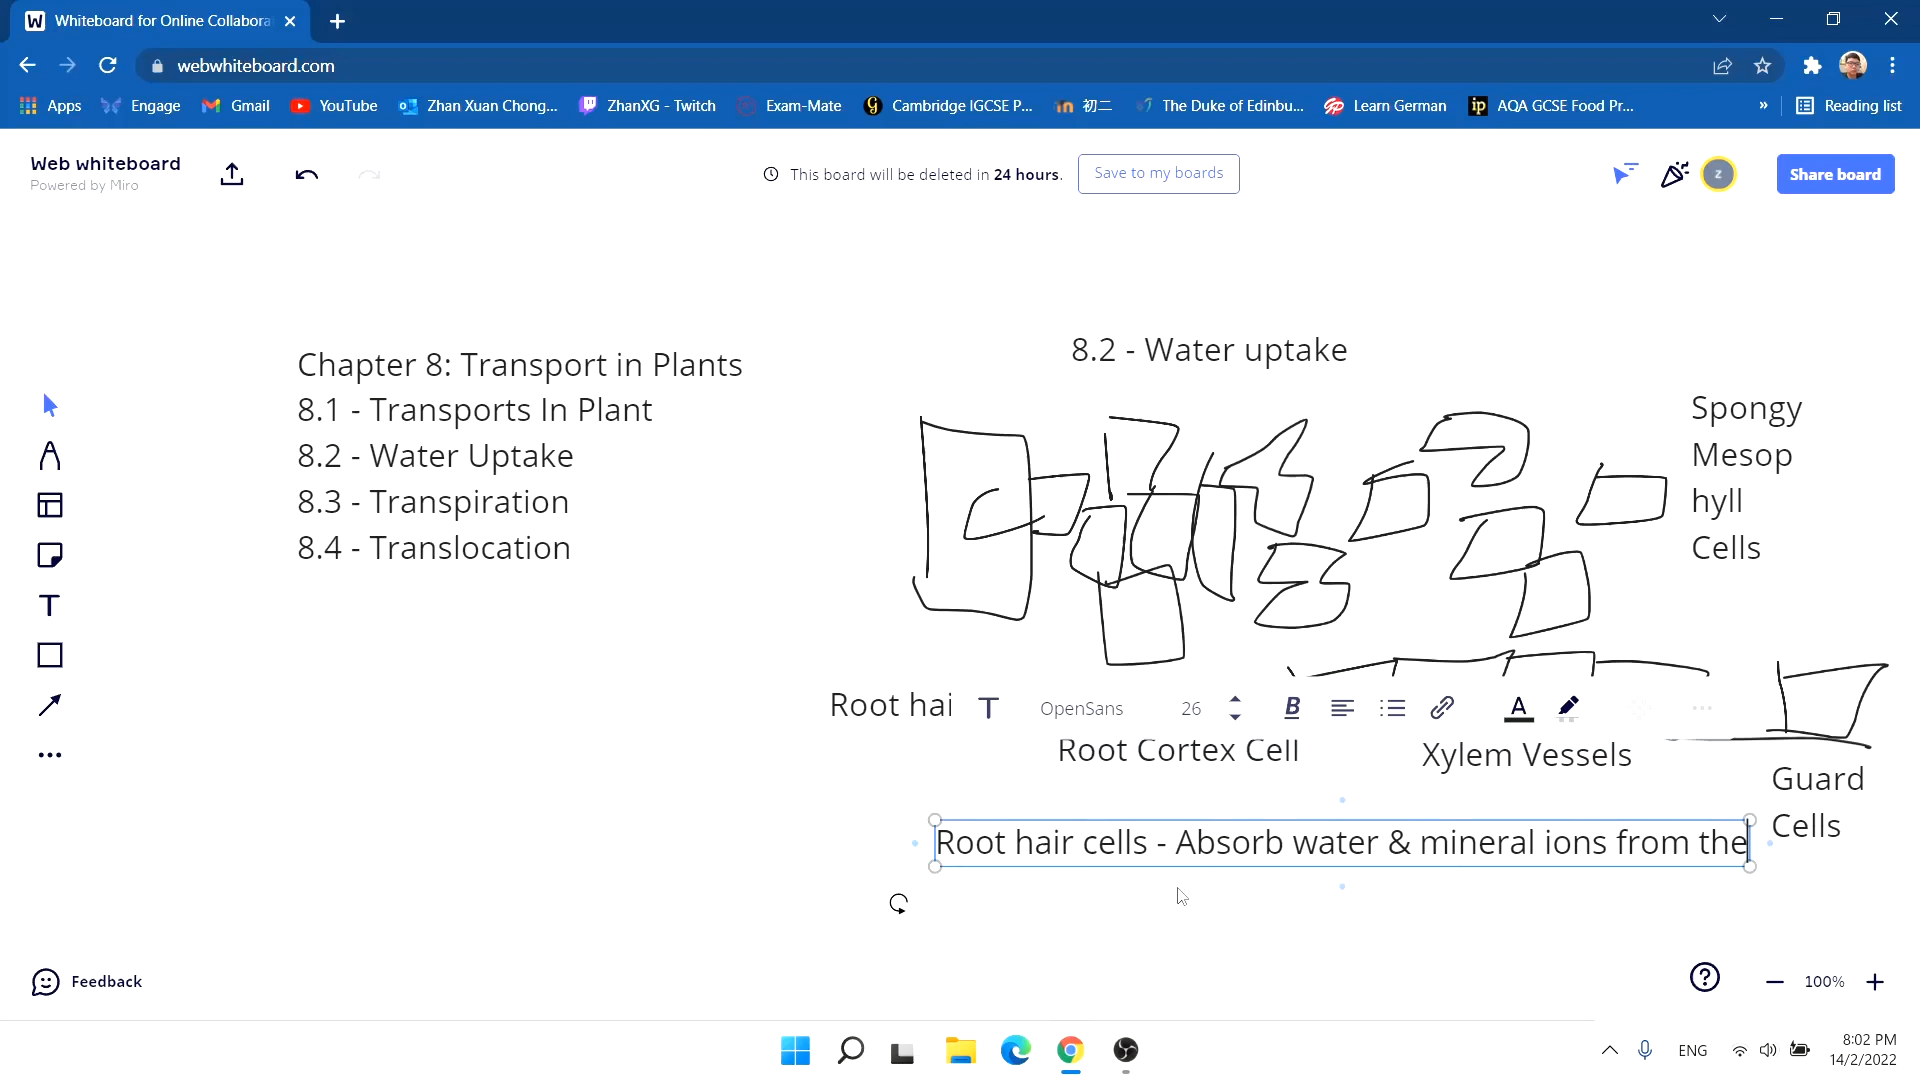 Whiteboard for Online Collabora
webwhiteboard.com
Apps
Engage
Gmail
YouTube
Zhan Xuan Chong...
ZhanXG - Twitch
Exam-Mate
Cambridge IGCSE P...
初二
The Duke of Edinbu...
Learn German
AQA GCSE Food Pr...
»
Reading list
Web whiteboard
Powered by Miro
This board will be deleted in 24 hours.
Save to my boards
Z
Share board
Chapter 8: Transport in Plants
8.1 - Transports In Plant
8.2 - Water Uptake
8.3 - Transpiration
8.4 - Translocation
8.2 - Water uptake
Spongy
Mesop
hyll
Cells
Root hai
OpenSans
26
Root Cortex Cell
Xylem Vessels
Guard
Cells
Root hair cells - Absorb water & mineral ions from the
Feedback
100%
ENG
8:02 PM
14/2/2022